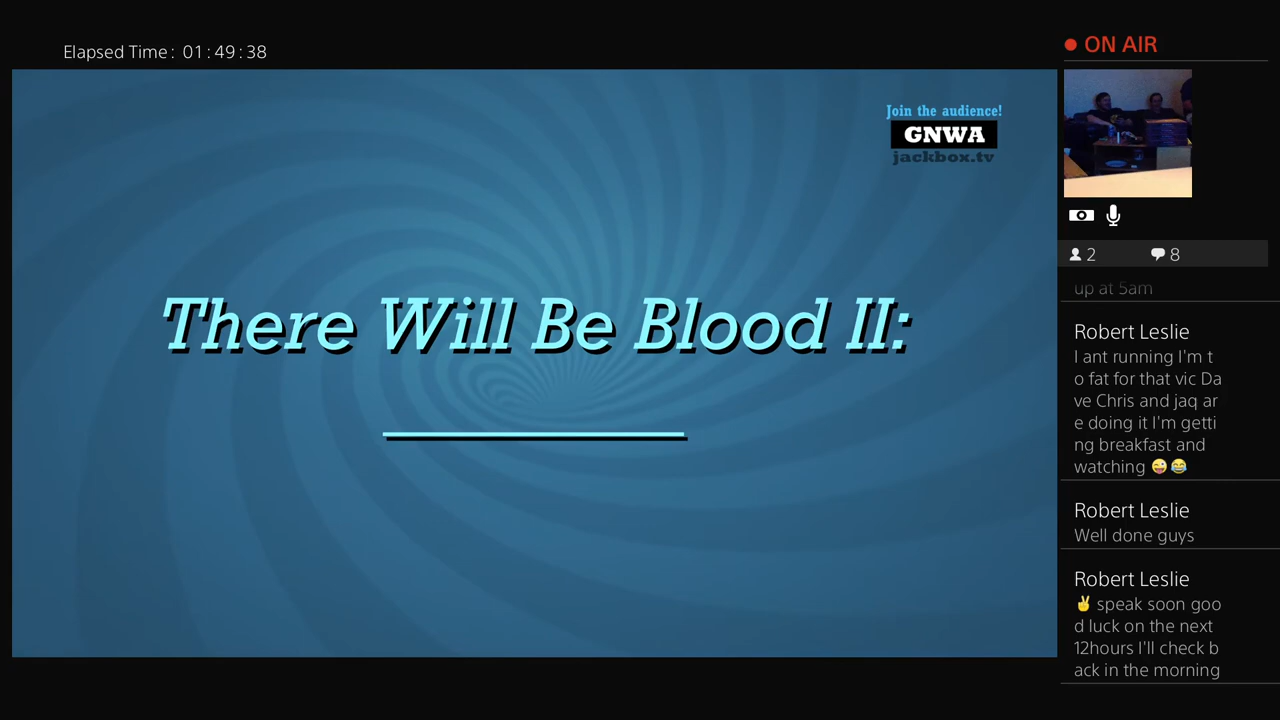 Elapsed Time: 01:49:38
ON AIR
Join the audience!
GNWA
jackbox.tv
There Will Be Blood II:
2 8
up at 5am
Robert Leslie
I ant running I'm t
o fat for that vic Da
ve Chris and jaq ar
e doing it I'm getti
ng breakfast and
watching 😜😂
Robert Leslie
Well done guys
Robert Leslie
✌ speak soon goo
d luck on the next
12hours I'll check b
ack in the morning